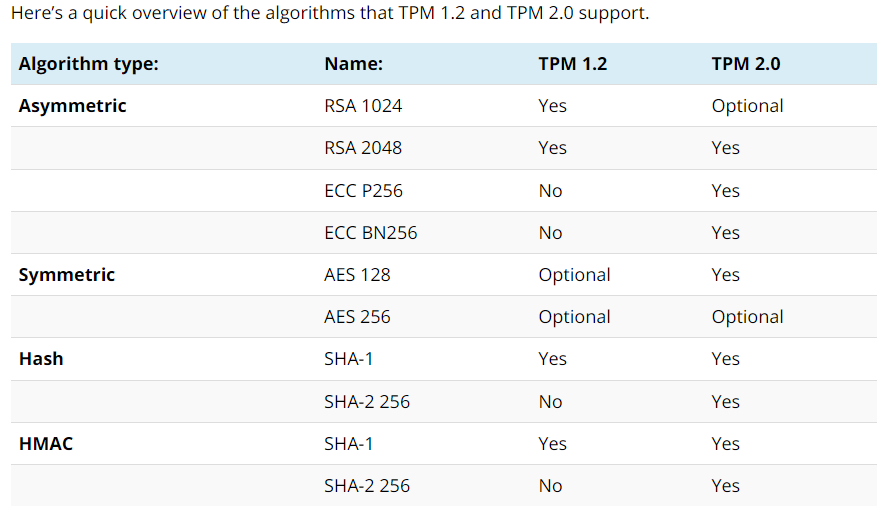 Here’s a quick overview of the algorithms that TPM 1.2 and TPM 2.0 support.
Algorithm type: Name: TPM 1.2 TPM 2.0
Asymmetric RSA 1024 Yes Optional
RSA 2048 Yes Yes
ECC P256 No Yes
ECC BN256 No Yes
Symmetric AES 128 Optional Yes
AES 256 Optional Optional
Hash SHA-1 Yes Yes
SHA-2 256 No Yes
HMAC SHA-1 Yes Yes
SHA-2 256 No Yes